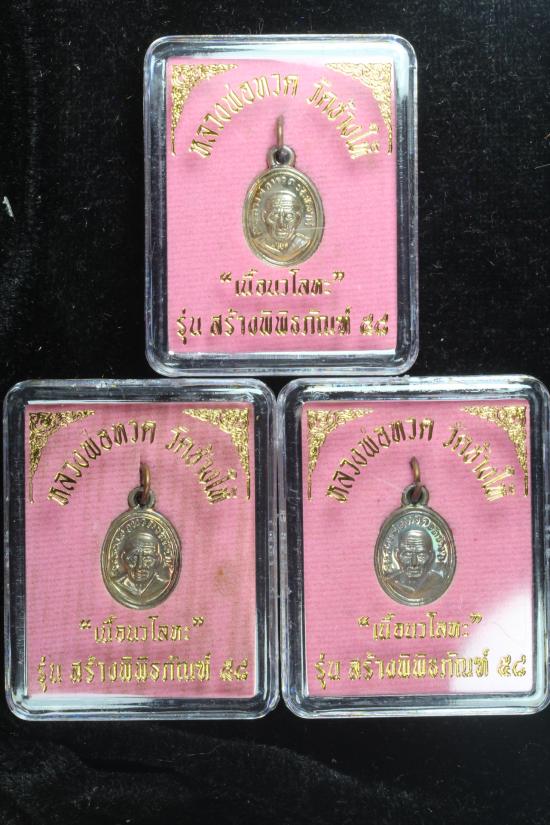 หลวงพ่อทวด วัดช้างให้
“เนื้อนวโลหะ”
รุ่น สร้างพิพิธภัณฑ์ ๕๘
หลวงพ่อทวด วัดช้างให้
“เนื้อนวโลหะ”
รุ่น สร้างพิพิธภัณฑ์ ๕๘
หลวงพ่อทวด วัดช้างให้
“เนื้อนวโลหะ”
รุ่น สร้างพิพิธภัณฑ์ ๕๘